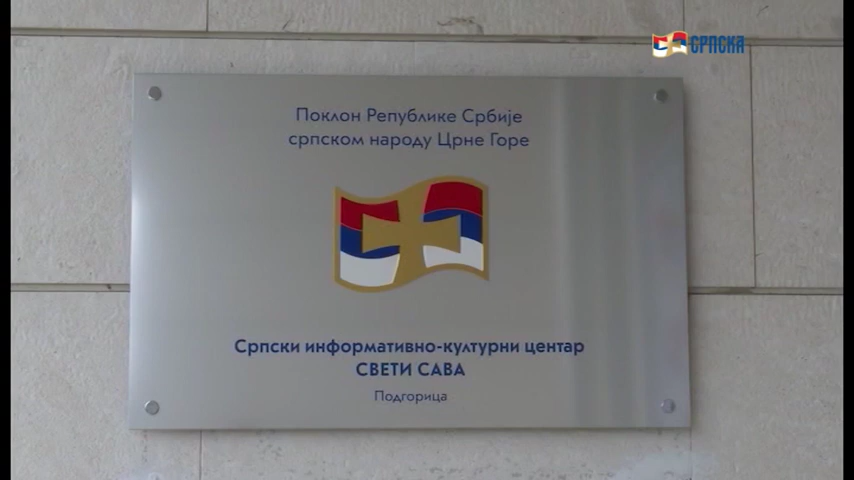 СРПСКА
Поклон Републике Србије
српском народу Црне Горе
Српски информативно-културни центар
СВЕТИ САВА
Подгорица